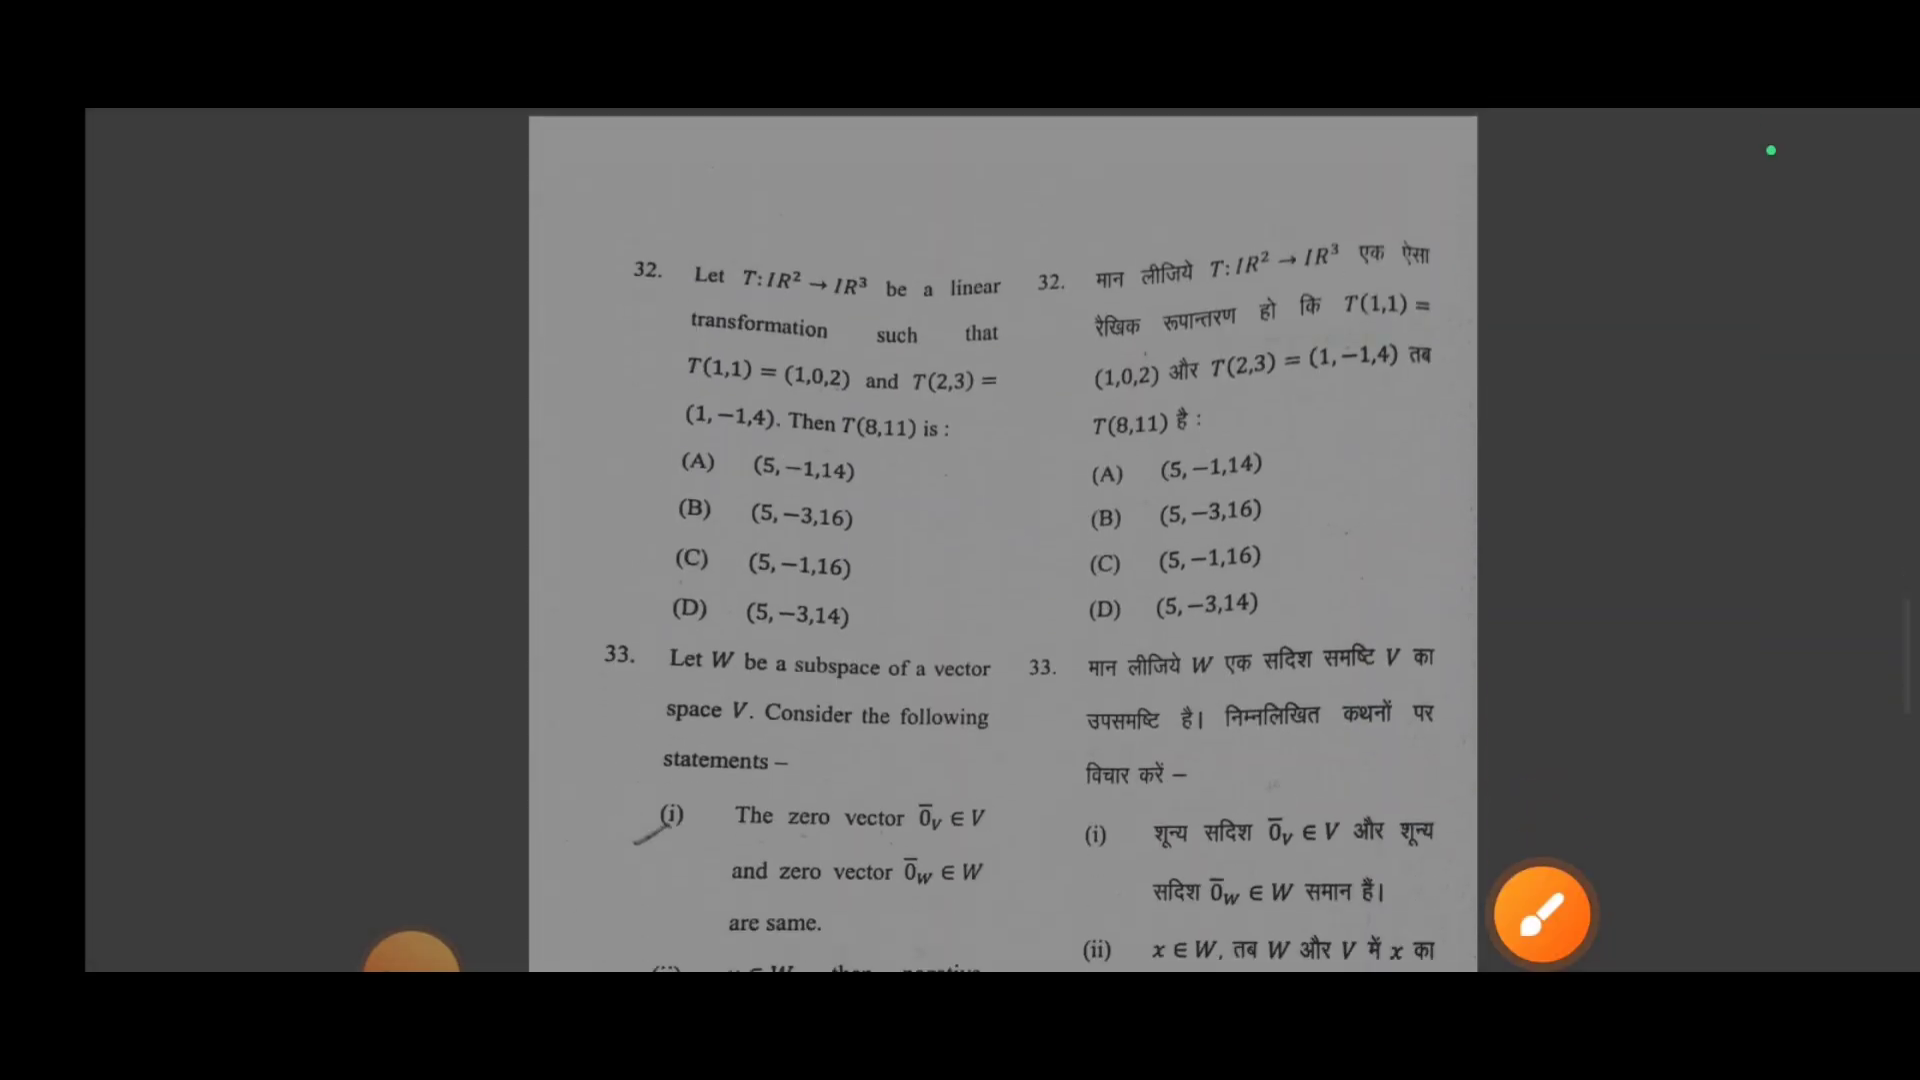 32. Let T: IR² → IR³ be a linear
transformation such that
T(1,1) = (1,0,2) and T(2,3) =
(1, −1,4). Then T(8,11) is :
(A) (5, −1,14)
(B) (5, −3,16)
(C) (5, −1,16)
(D) (5, −3,14)
33. Let W be a subspace of a vector
space V. Consider the following
statements –
(i) The zero vector 0̅_V ∈ V
and zero vector 0̅_W ∈ W
are same.
32. मान लीजिये T: IR² → IR³ एक ऐसा
रैखिक रूपान्तरण हो कि T(1,1) =
(1,0,2) और T(2,3) = (1, −1,4) तब
T(8,11) है :
(A) (5, −1,14)
(B) (5, −3,16)
(C) (5, −1,16)
(D) (5, −3,14)
33. मान लीजिये W एक सदिश समष्टि V का
उपसमष्टि है। निम्नलिखित कथनों पर
विचार करें –
(i) शून्य सदिश 0̅_V ∈ V और शून्य
सदिश 0̅_W ∈ W समान हैं।
(ii) x ∈ W, तब W और V में x का